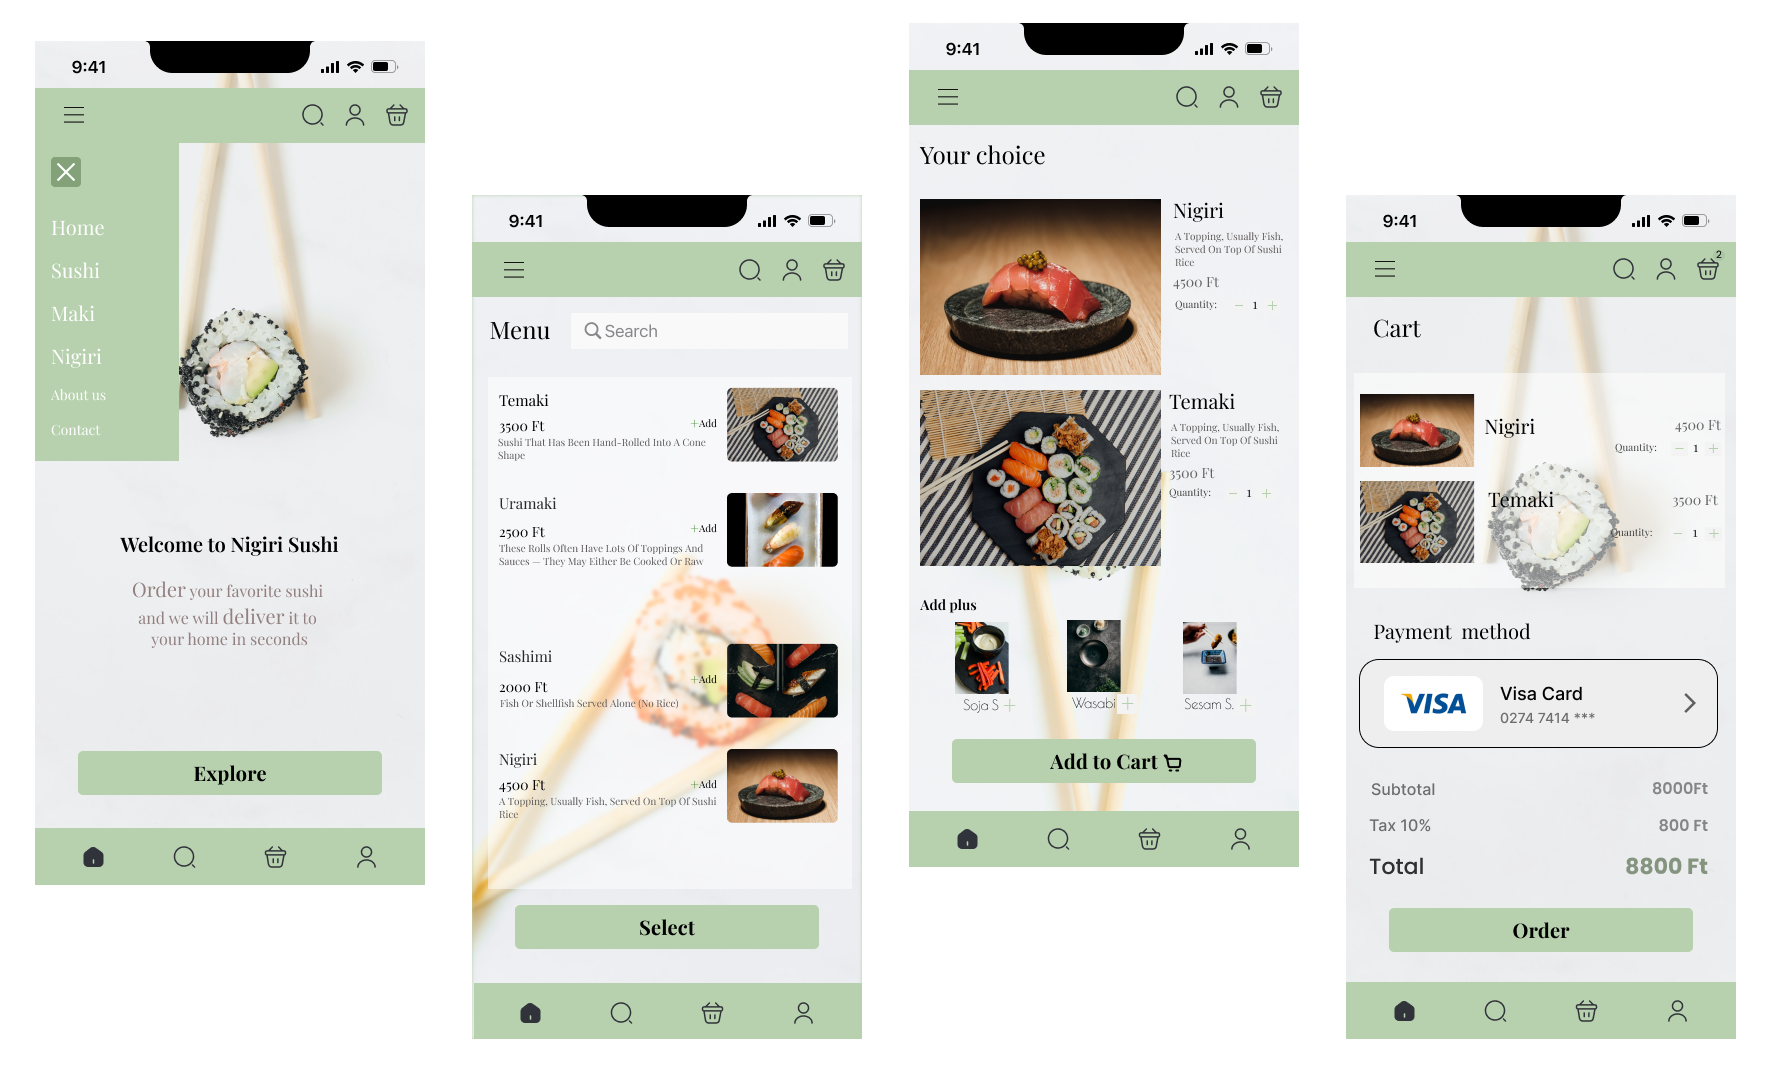 9:41
Home
Sushi
Maki
Nigiri
About us
Contact
Welcome to Nigiri Sushi
Order your favorite sushi
and we will deliver it to
your home in seconds
Explore
9:41
Menu
Search
Temaki
3500 Ft
+Add
Sushi That Has Been Hand-Rolled Into A Cone
Shape
Uramaki
2500 Ft
+Add
These Rolls Often Have Lots Of Toppings And
Sauces — They May Either Be Cooked Or Raw
Sashimi
2000 Ft
+Add
Fish Or Shellfish Served Alone (No Rice)
Nigiri
4500 Ft
+Add
A Topping, Usually Fish, Served On Top Of Sushi
Rice
Select
9:41
Your choice
Nigiri
A Topping, Usually Fish,
Served On Top Of Sushi
Rice
4500 Ft
Quantity: − 1 +
Temaki
A Topping, Usually Fish,
Served On Top Of Sushi
Rice
3500 Ft
Quantity: − 1 +
Add plus
Soja S +
Wasabi +
Sesam S. +
Add to Cart
9:41
2
Cart
Nigiri
4500 Ft
Quantity: − 1 +
Temaki
3500 Ft
Quantity: − 1 +
Payment method
VISA
Visa Card
0274 7414 ***
Subtotal 8000Ft
Tax 10% 800 Ft
Total 8800 Ft
Order